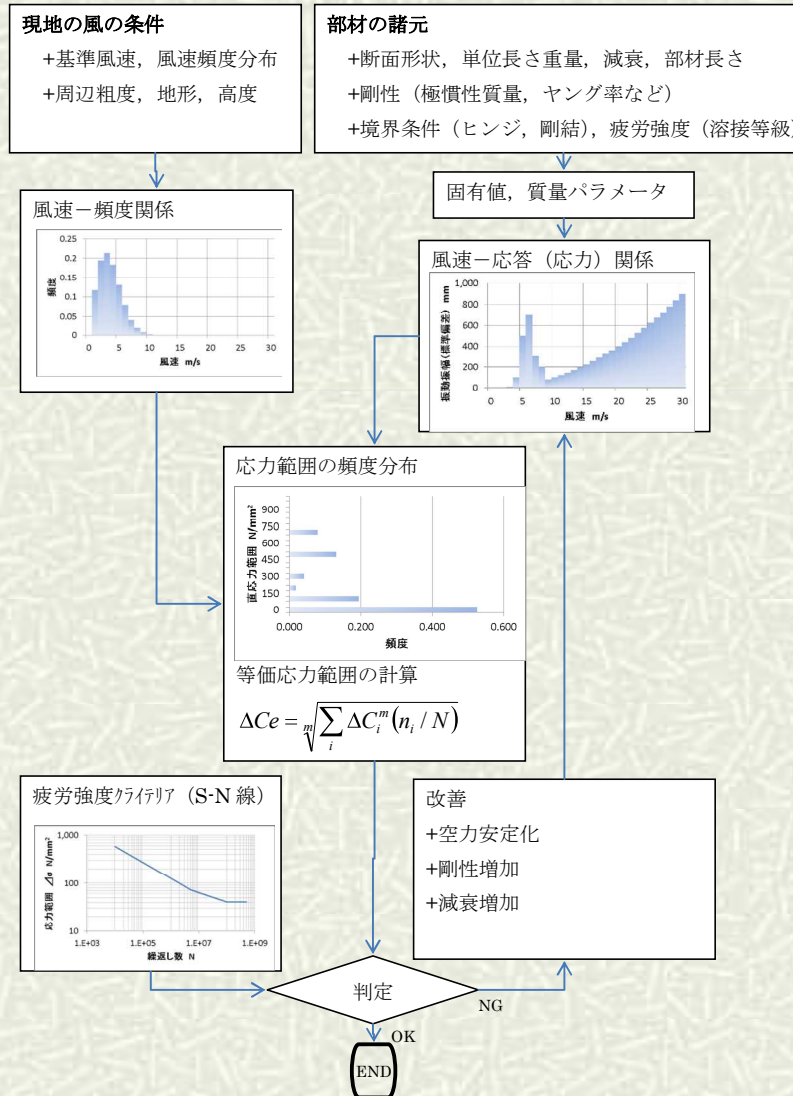 現地の風の条件
+基準風速，風速頻度分布
+周辺粗度，地形，高度
部材の諸元
+断面形状，単位長さ重量，減衰，部材長さ
+剛性（極慣性質量，ヤング率など）
+境界条件（ヒンジ，剛結），疲労強度（溶接等級）
固有値，質量パラメータ
風速－頻度関係
0.25
0.2
0.15
0.1
0.05
0
頻度
0 5 10 15 20 25 30
風速 m/s
風速－応答（応力）関係
1,000
800
600
400
200
0
振動振幅(標準偏差) mm
0 5 10 15 20 25 30
風速 m/s
応力範囲の頻度分布
900
750
600
450
300
150
0
直応力範囲 N/mm²
0.000 0.200 0.400 0.600
頻度
等価応力範囲の計算
ΔCe = ᵐ√∑ᵢ ΔCᵢᵐ(nᵢ / N)
疲労強度ｸﾗｲﾃﾘｱ（S-N 線）
1,000
100
10
応力範囲 ⊿σ N/mm²
1.E+03 1.E+05 1.E+07 1.E+09
繰返し数 N
改善
+空力安定化
+剛性増加
+減衰増加
判定
NG
OK
END